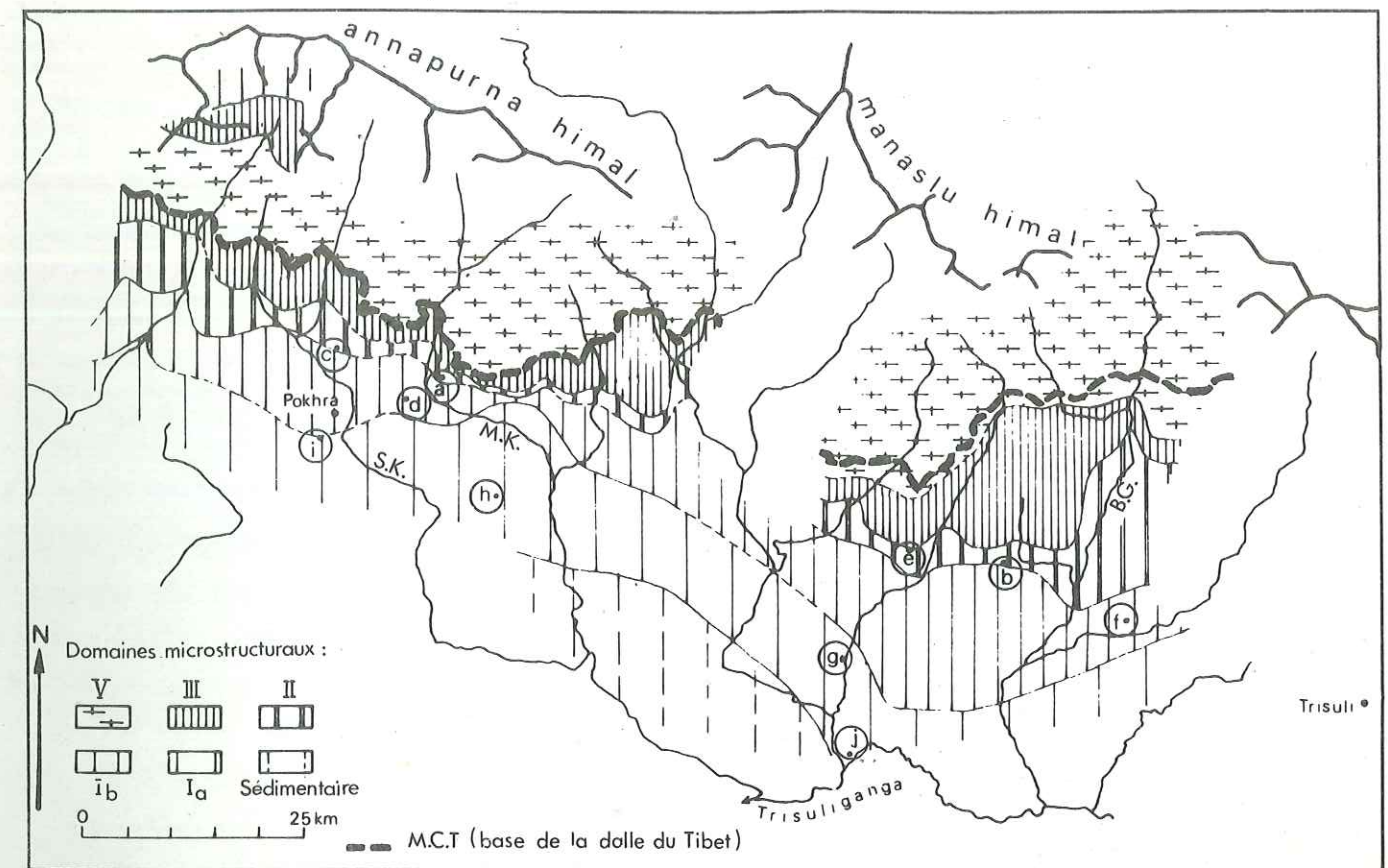 annapurna himal
manaslu himal
c
a
d
Pokhra
M.K.
i
S.K.
h
B.G.
e
b
f
g
j
Trisuli
Trisuliganga
N
Domaines microstructuraux :
V III II
Ib Ia Sédimentaire
0 25 km
M.C.T (base de la dalle du Tibet)